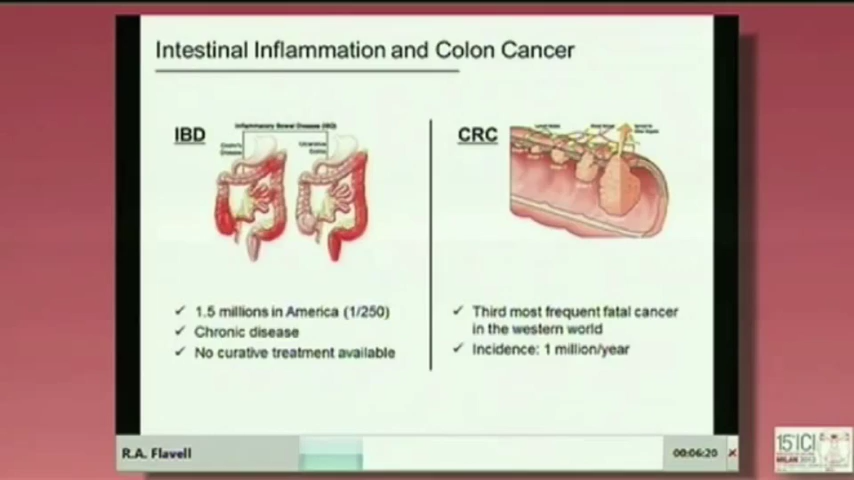 Intestinal Inflammation and Colon Cancer
IBD
Inflammatory Bowel Disease (IBD)
Crohn's
Disease
CRC
1.5 millions in America (1/250)
Chronic disease
No curative treatment available
Third most frequent fatal cancer
in the western world
Incidence: 1 million/year
R.A. Flavell
00:06:20
15 ICI
MILAN 2013